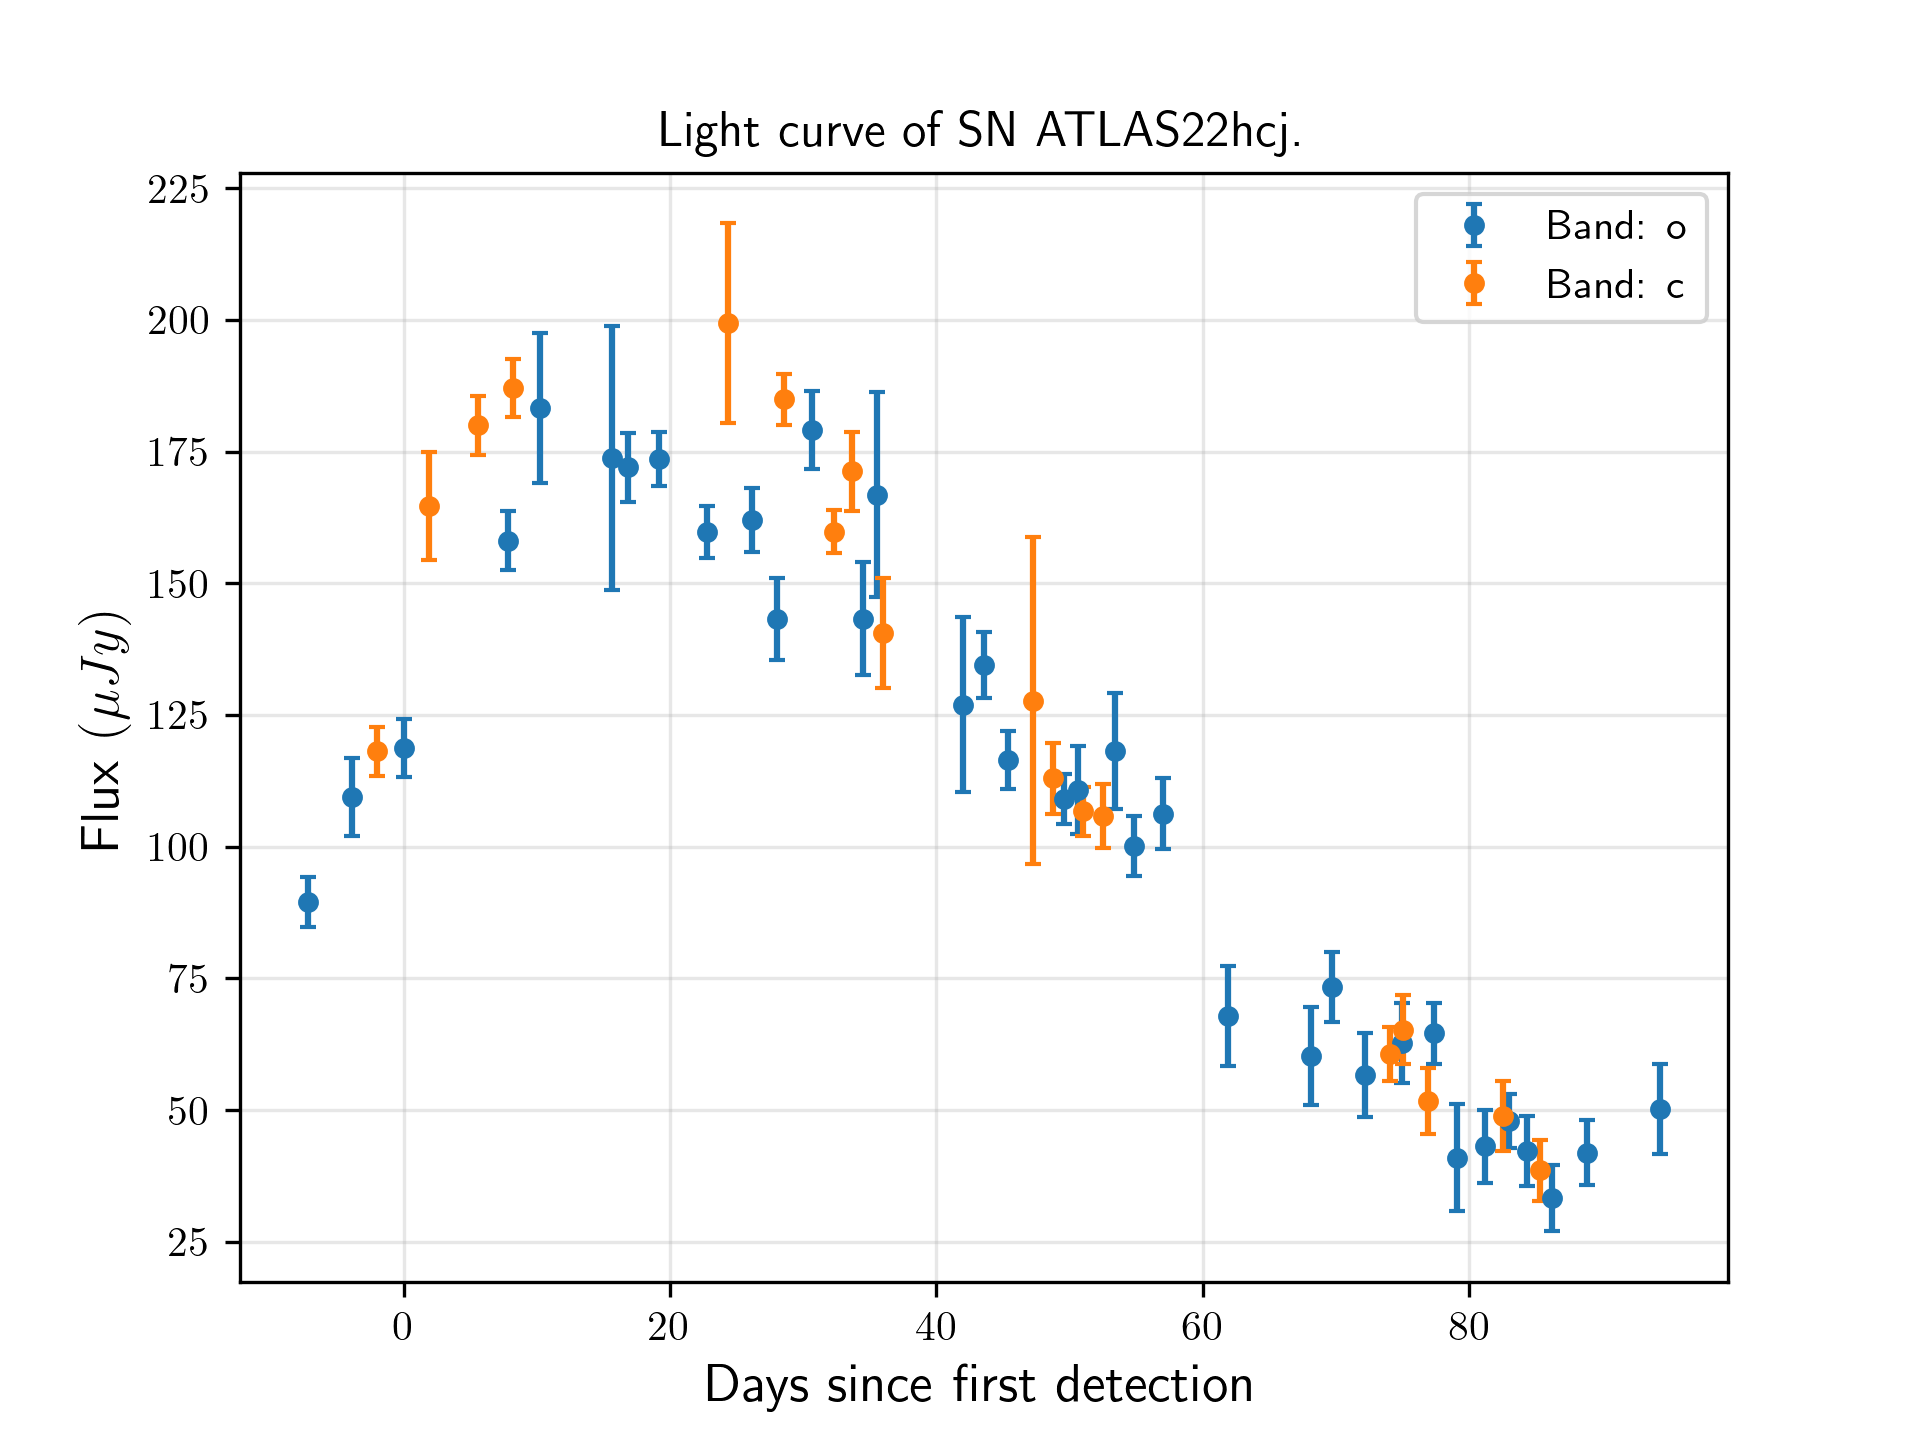 Light curve of SN ATLAS22hcj.
Band: o
Band: c
225
200
175
150
125
100
75
50
25
Flux (μJy)
0 20 40 60 80
Days since first detection